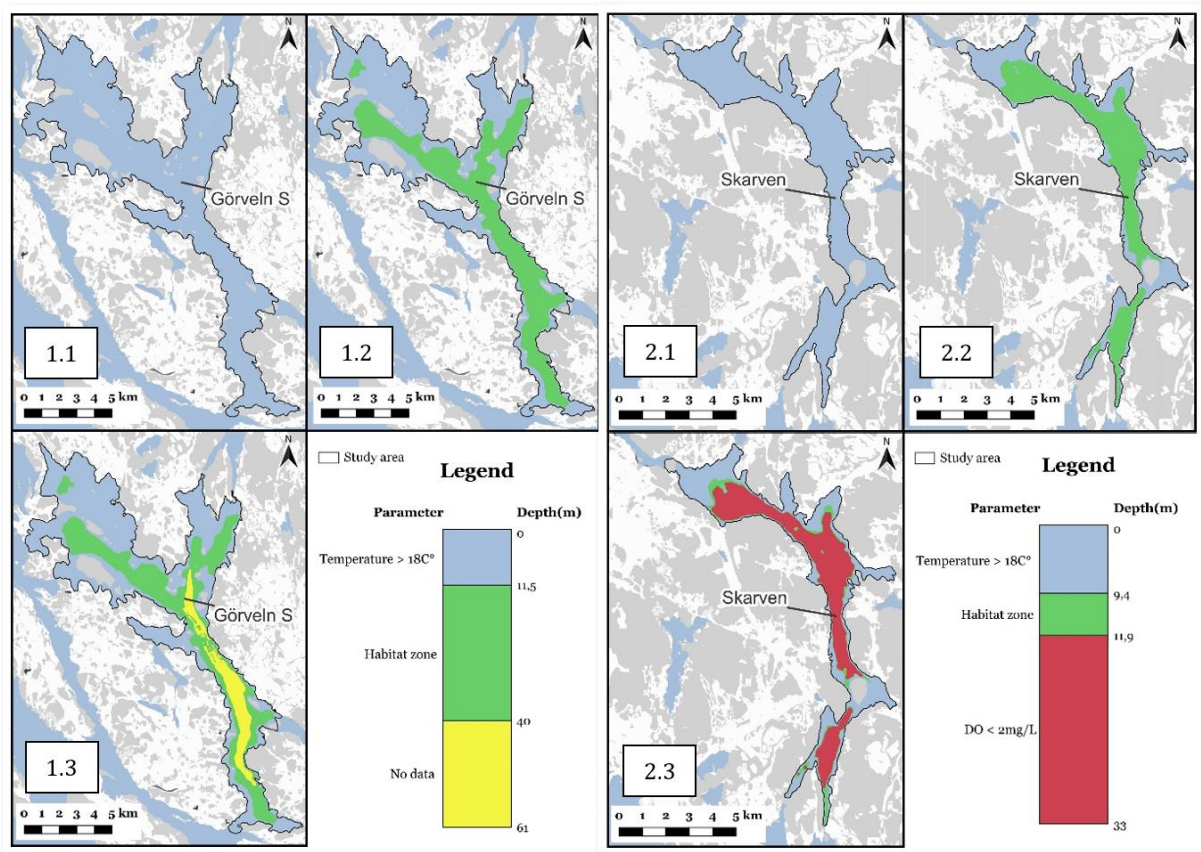 N
Görveln S
1.1
0 1 2 3 4 5 km
N
Görveln S
1.2
0 1 2 3 4 5 km
N
Skarven
2.1
0 1 2 3 4 5 km
N
Skarven
2.2
0 1 2 3 4 5 km
N
Görveln S
1.3
0 1 2 3 4 5 km
Study area
Legend
Parameter Depth(m)
0
Temperature > 18C°
11,5
Habitat zone
40
No data
61
N
Skarven
2.3
0 1 2 3 4 5 km
Study area
Legend
Parameter Depth(m)
0
Temperature > 18C°
9,4
Habitat zone
11,9
DO < 2mg/L
33